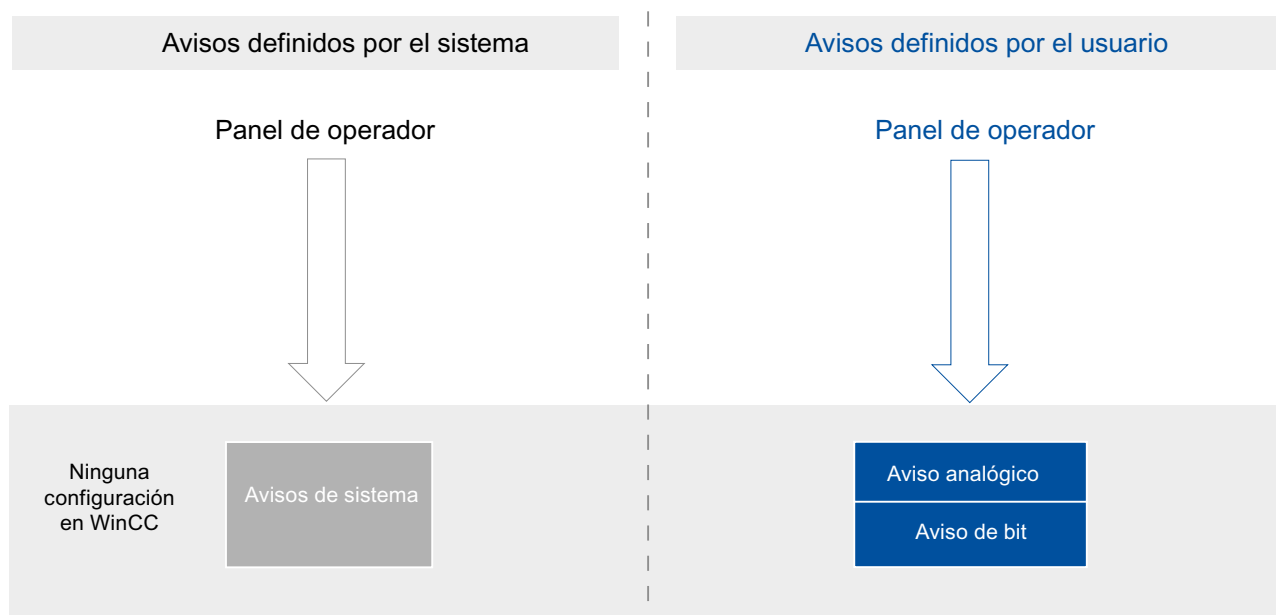 Avisos definidos por el sistema
Avisos definidos por el usuario
Panel de operador
Panel de operador
Ninguna
configuración
en WinCC
Avisos de sistema
Aviso analógico
Aviso de bit